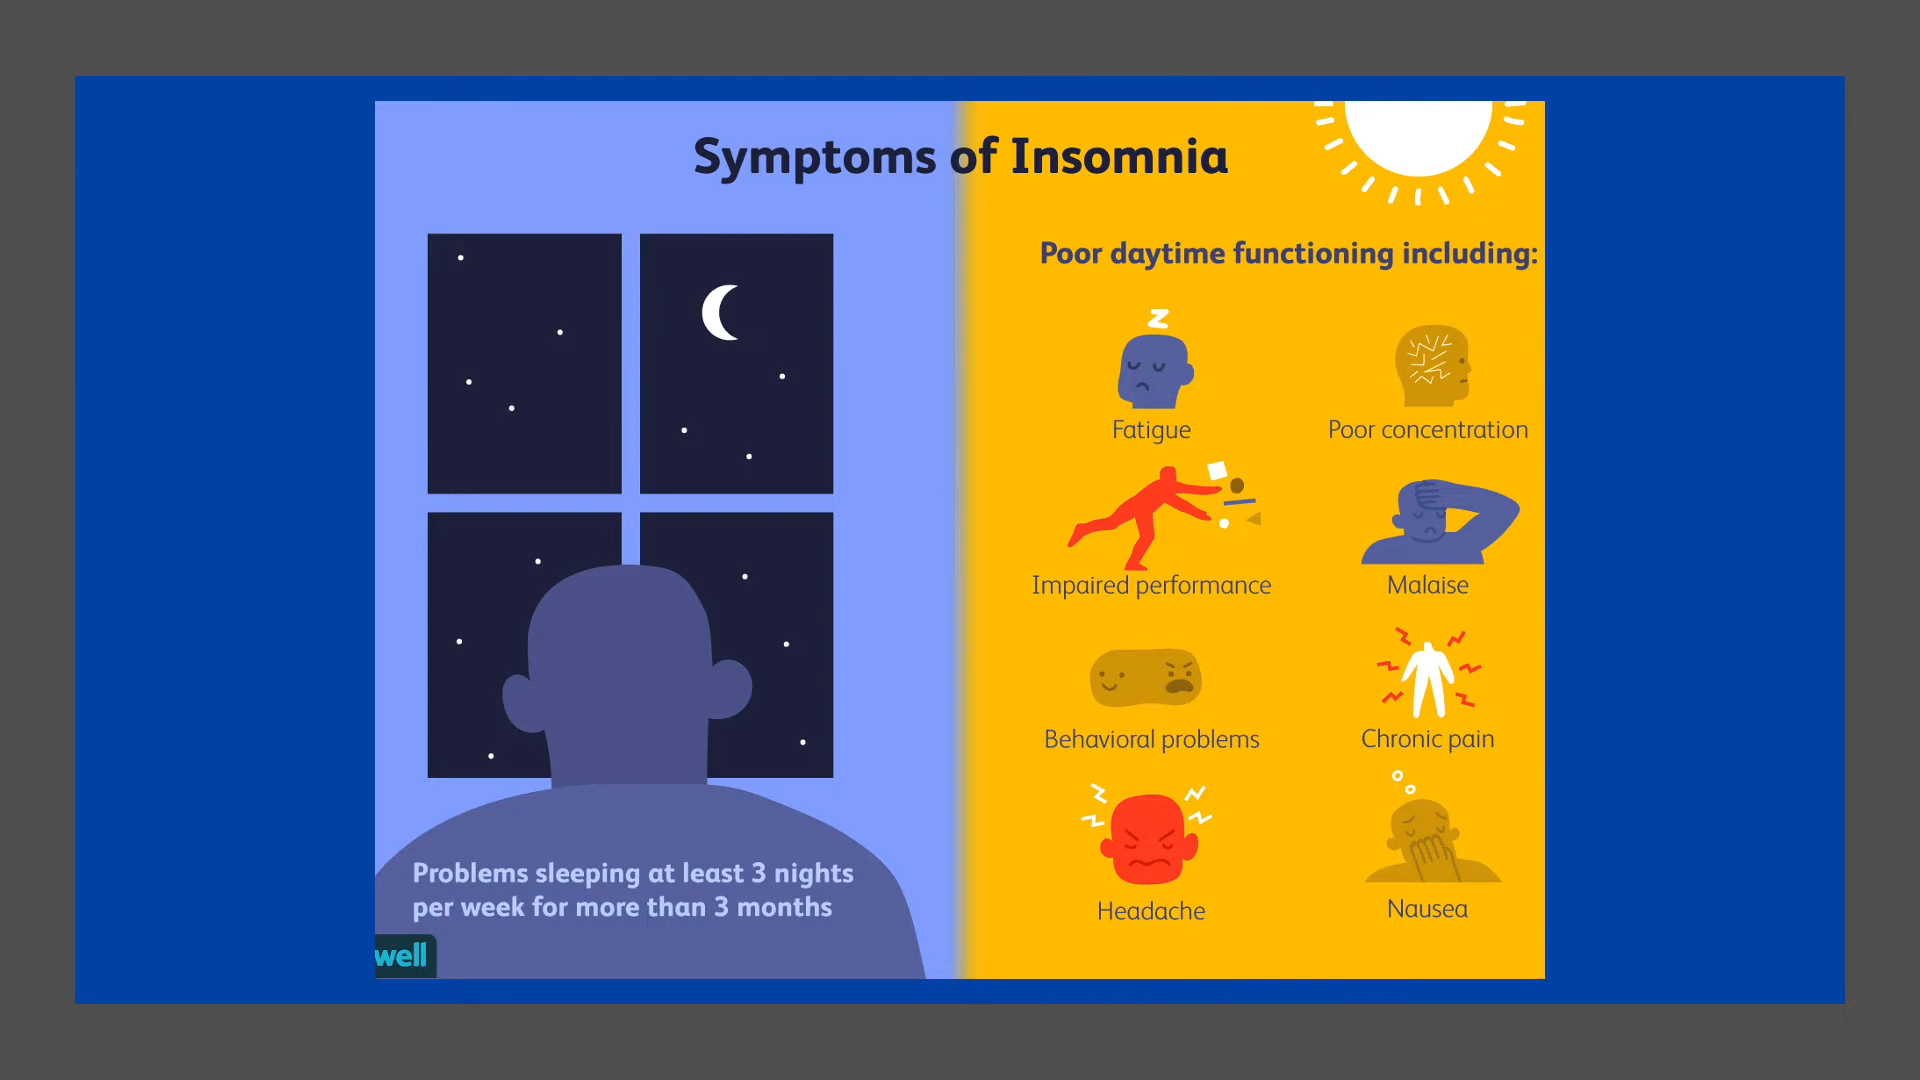 Symptoms of Insomnia
Problems sleeping at least 3 nights
per week for more than 3 months
well
Poor daytime functioning including:
Z
Fatigue
Poor concentration
Impaired performance
Malaise
Behavioral problems
Chronic pain
Headache
Nausea